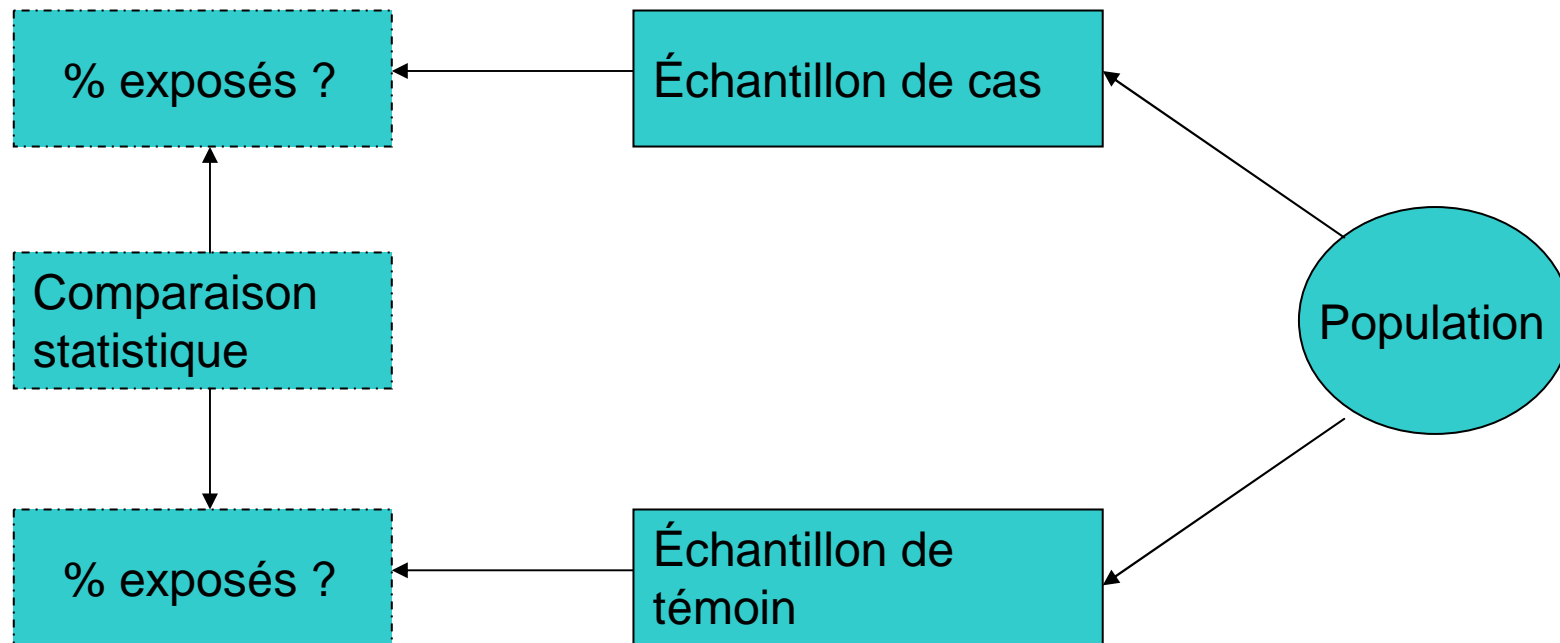 % exposés ?
Échantillon de cas
Comparaison
statistique
Population
% exposés ?
Échantillon de
témoin